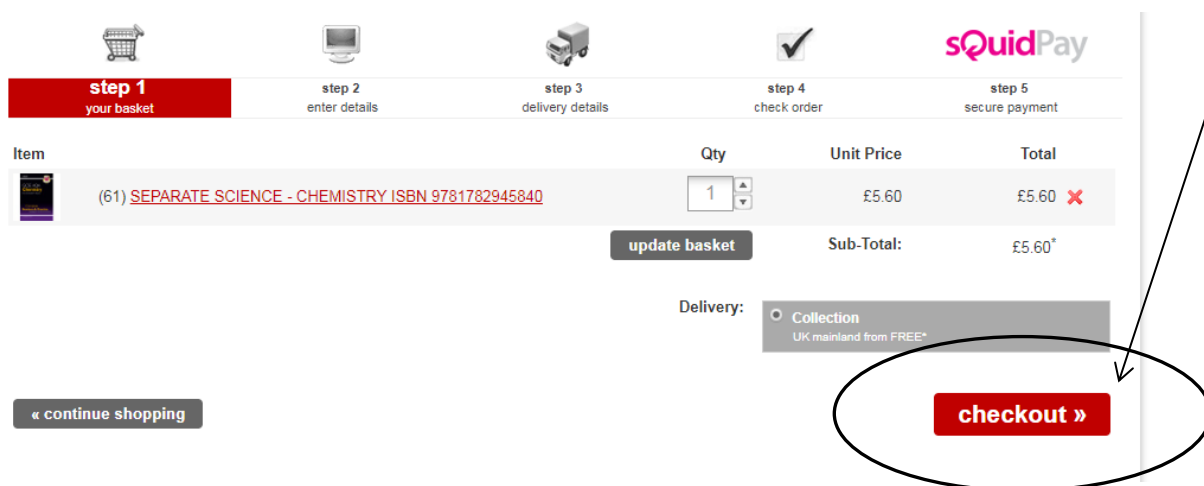 sQuidPay
step 1 step 2 step 3 step 4 step 5
your basket enter details delivery details check order secure payment
Item Qty Unit Price Total
(61) SEPARATE SCIENCE - CHEMISTRY ISBN 9781782945840 1 £5.60 £5.60
update basket Sub-Total: £5.60*
Delivery: Collection
UK mainland from FREE*
« continue shopping checkout »